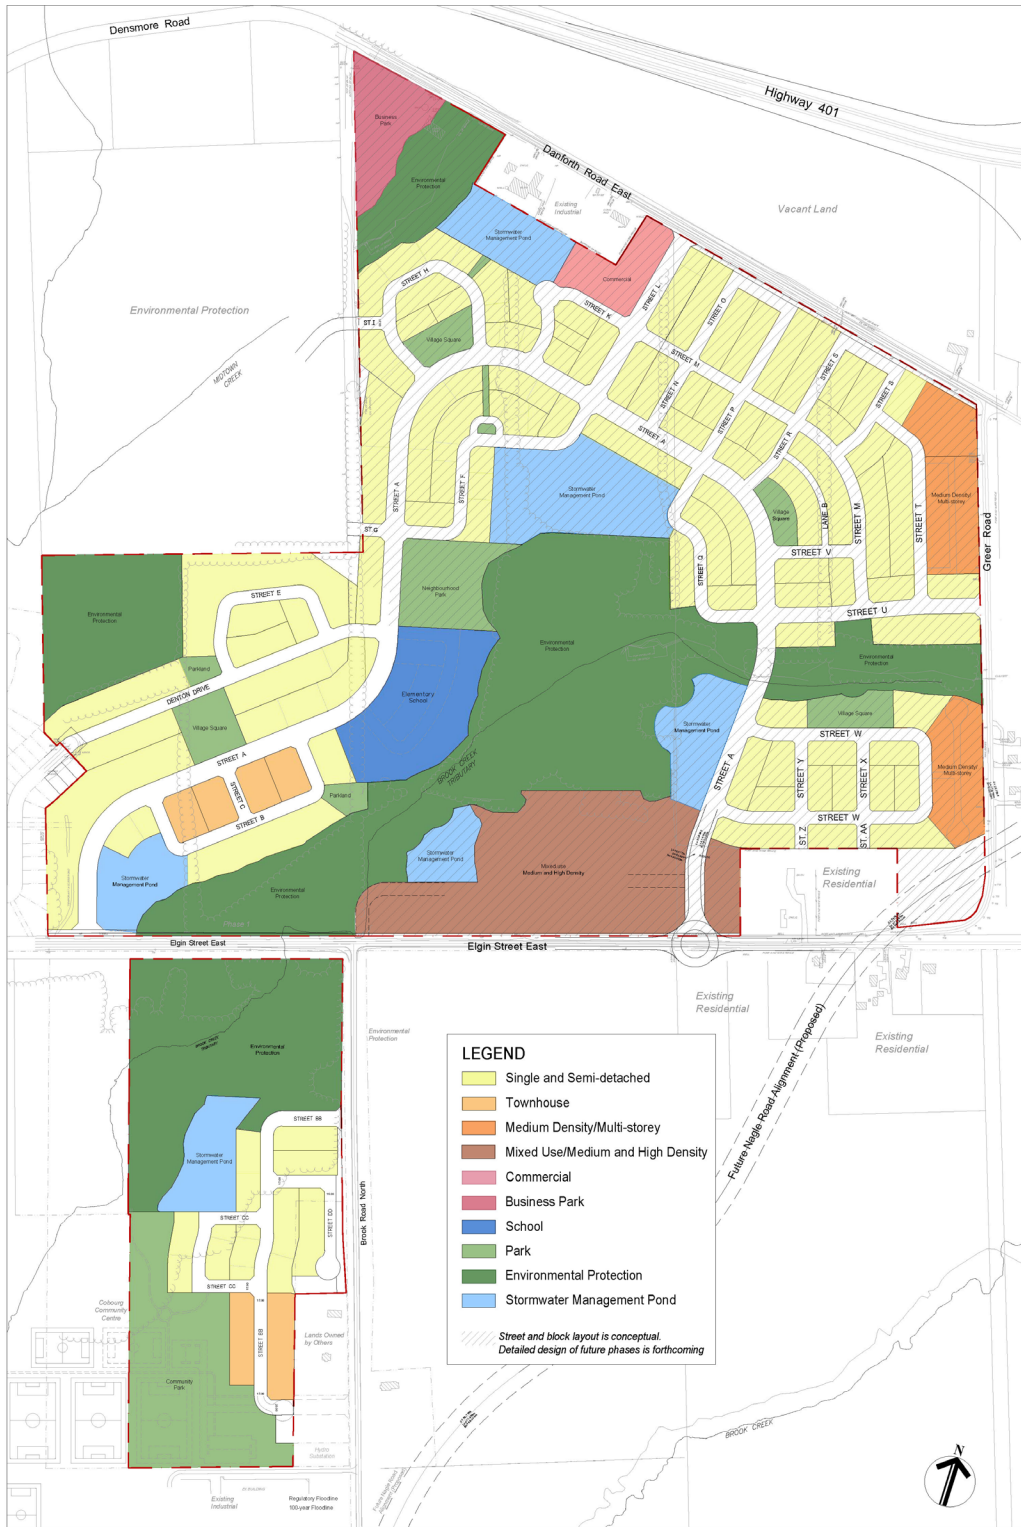 Densmore Road
Highway 401
Business
Park
Danforth Road East
Environmental
Protection
Existing
Industrial
Vacant Land
Stormwater
Management Pond
Commercial
STREET H
STREET L
STREET K
STREET O
Environmental Protection
ST.I
Village Square
STREET M
STREET S
MIDTOWN
CREEK
STREET N
STREET S
STREET P
STREET A
STREET R
STREET A
STREET F
Stormwater
Management Pond
Medium Density/
Multi-storey
Village
Square
LANE B
STREET M
STREET T
ST.G
Greer Road
STREET V
STREET Q
Neighbourhood
Park
STREET E
STREET U
Environmental
Protection
Environmental
Protection
Environmental
Protection
Parkland
DENTON DRIVE
Elementary
School
Village Square
Village Square
Stormwater
Management Pond
STREET W
STREET A
STREET A
BROOK CREEK
TRIBUTARY
STREET Y
STREET X
Medium Density/
Multi-storey
STREET C
Parkland
STREET B
STREET W
ST. Z
ST. AA
Stormwater
Management Pond
Mixed use
Medium and High Density
Stormwater
Management Pond
Environmental
Protection
Existing
Residential
Phase 1
Elgin Street East
Elgin Street East
Existing
Residential
Existing
Residential
Environmental
Protection
Environmental
Protection
Future Nagle Road Alignment (Proposed)
STREET BB
Stormwater
Management Pond
Brook Road North
STREET CC
STREET DD
STREET CC
STREET BB
Cobourg
Community
Centre
Lands Owned
by Others
Community
Park
Hydro
Substation
Existing
Industrial
Regulatory Floodline
100-year Floodline
LEGEND
Single and Semi-detached
Townhouse
Medium Density/Multi-storey
Mixed Use/Medium and High Density
Commercial
Business Park
School
Park
Environmental Protection
Stormwater Management Pond
Street and block layout is conceptual.
Detailed design of future phases is forthcoming
BROOK CREEK
N